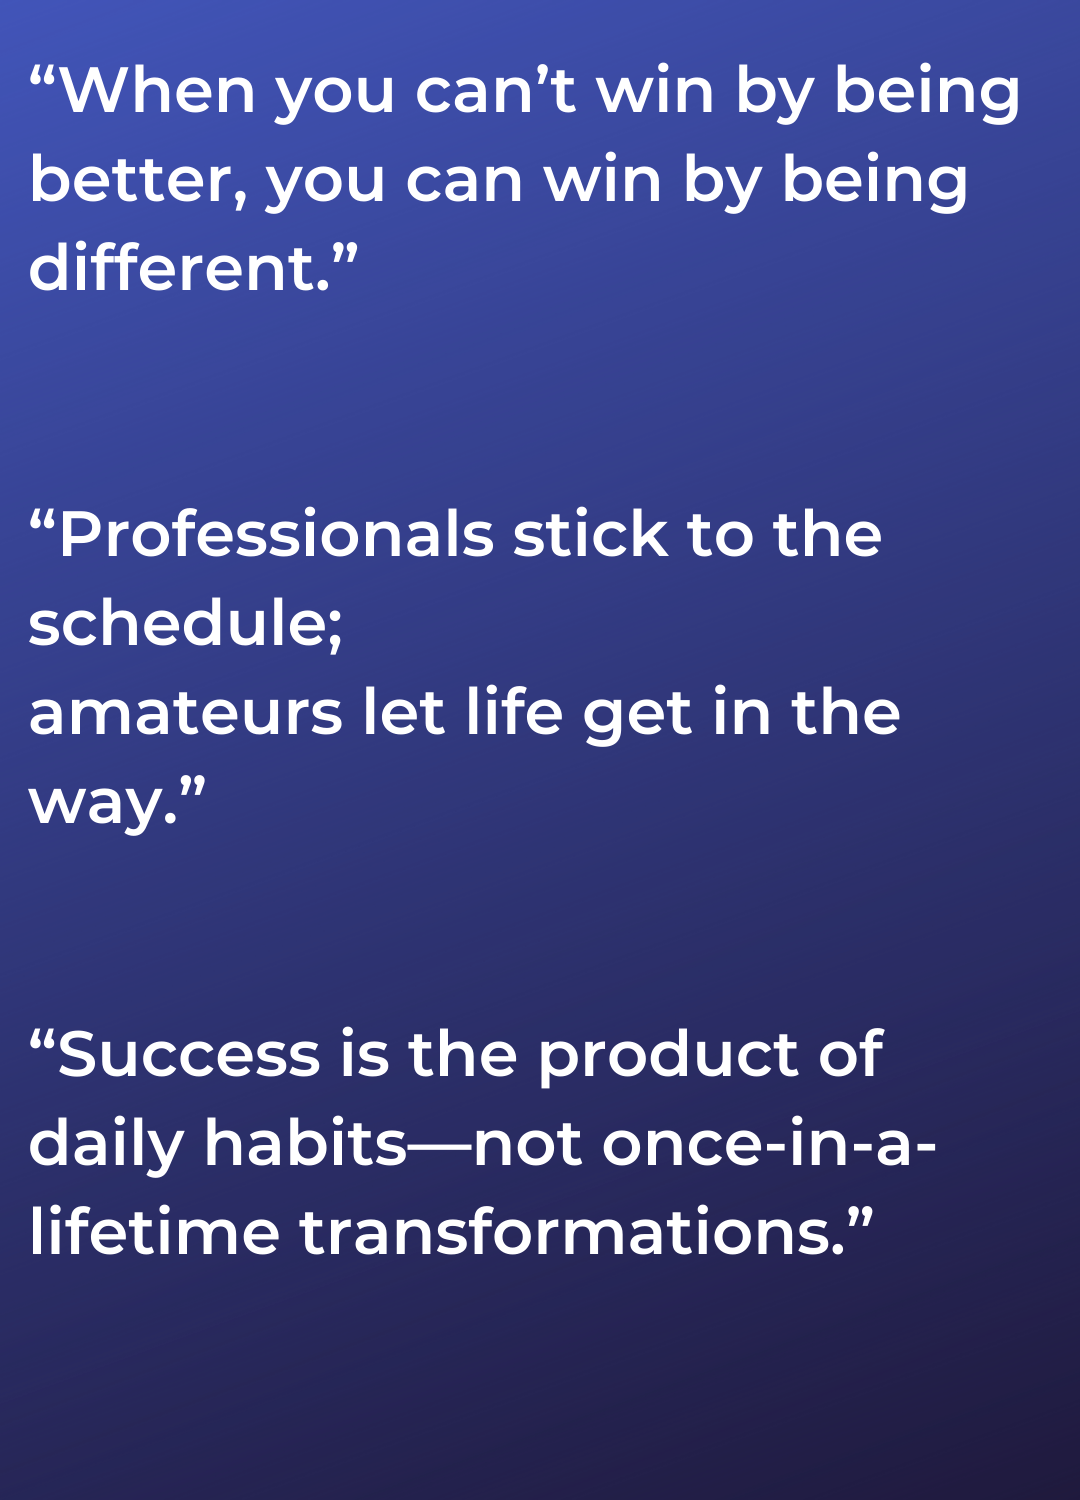 “When you can’t win by being
better, you can win by being
different.”
“Professionals stick to the
schedule;
amateurs let life get in the
way.”
“Success is the product of
daily habits—not once-in-a-
lifetime transformations.”